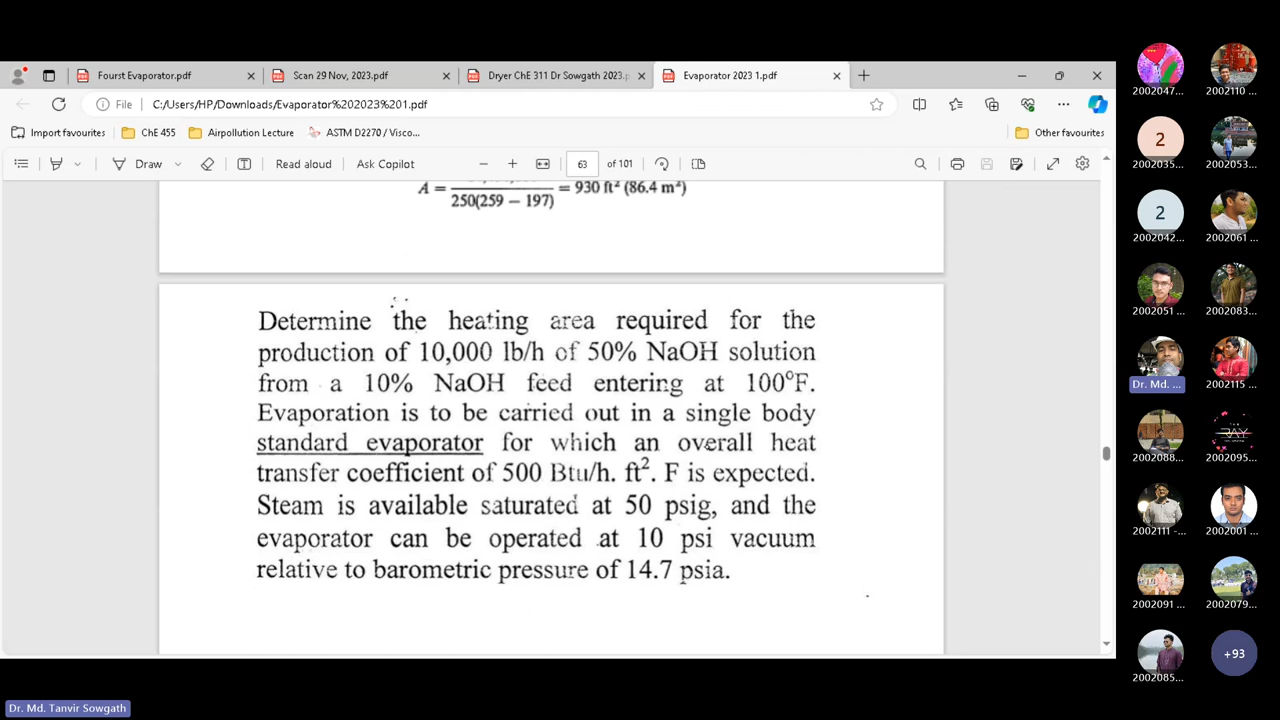 Fourst Evaporator.pdf
Scan 29 Nov, 2023.pdf
Dryer ChE 311 Dr Sowgath 2023.p
Evaporator 2023 1.pdf
File
C:/Users/HP/Downloads/Evaporator%202023%201.pdf
Import favourites
ChE 455
Airpollution Lecture
ASTM D2270 / Visco...
Other favourites
Draw
Read aloud
Ask Copilot
63 of 101
A = = 930 ft² (86.4 m²)
250(259 − 197)
Determine the heating area required for the
production of 10,000 lb/h of 50% NaOH solution
from a 10% NaOH feed entering at 100°F.
Evaporation is to be carried out in a single body
standard evaporator for which an overall heat
transfer coefficient of 500 Btu/h. ft². F is expected.
Steam is available saturated at 50 psig, and the
evaporator can be operated at 10 psi vacuum
relative to barometric pressure of 14.7 psia.
2002047...
2002110 ...
2
2002035...
2002053...
2
2002042...
2002061 ...
2002051 ...
2002083...
Dr. Md. ...
2002115 ...
2002088...
THE
RAY
2002095...
2002111 -...
2002001 ...
2002091 ...
2002079...
2002085...
+93
Dr. Md. Tanvir Sowgath